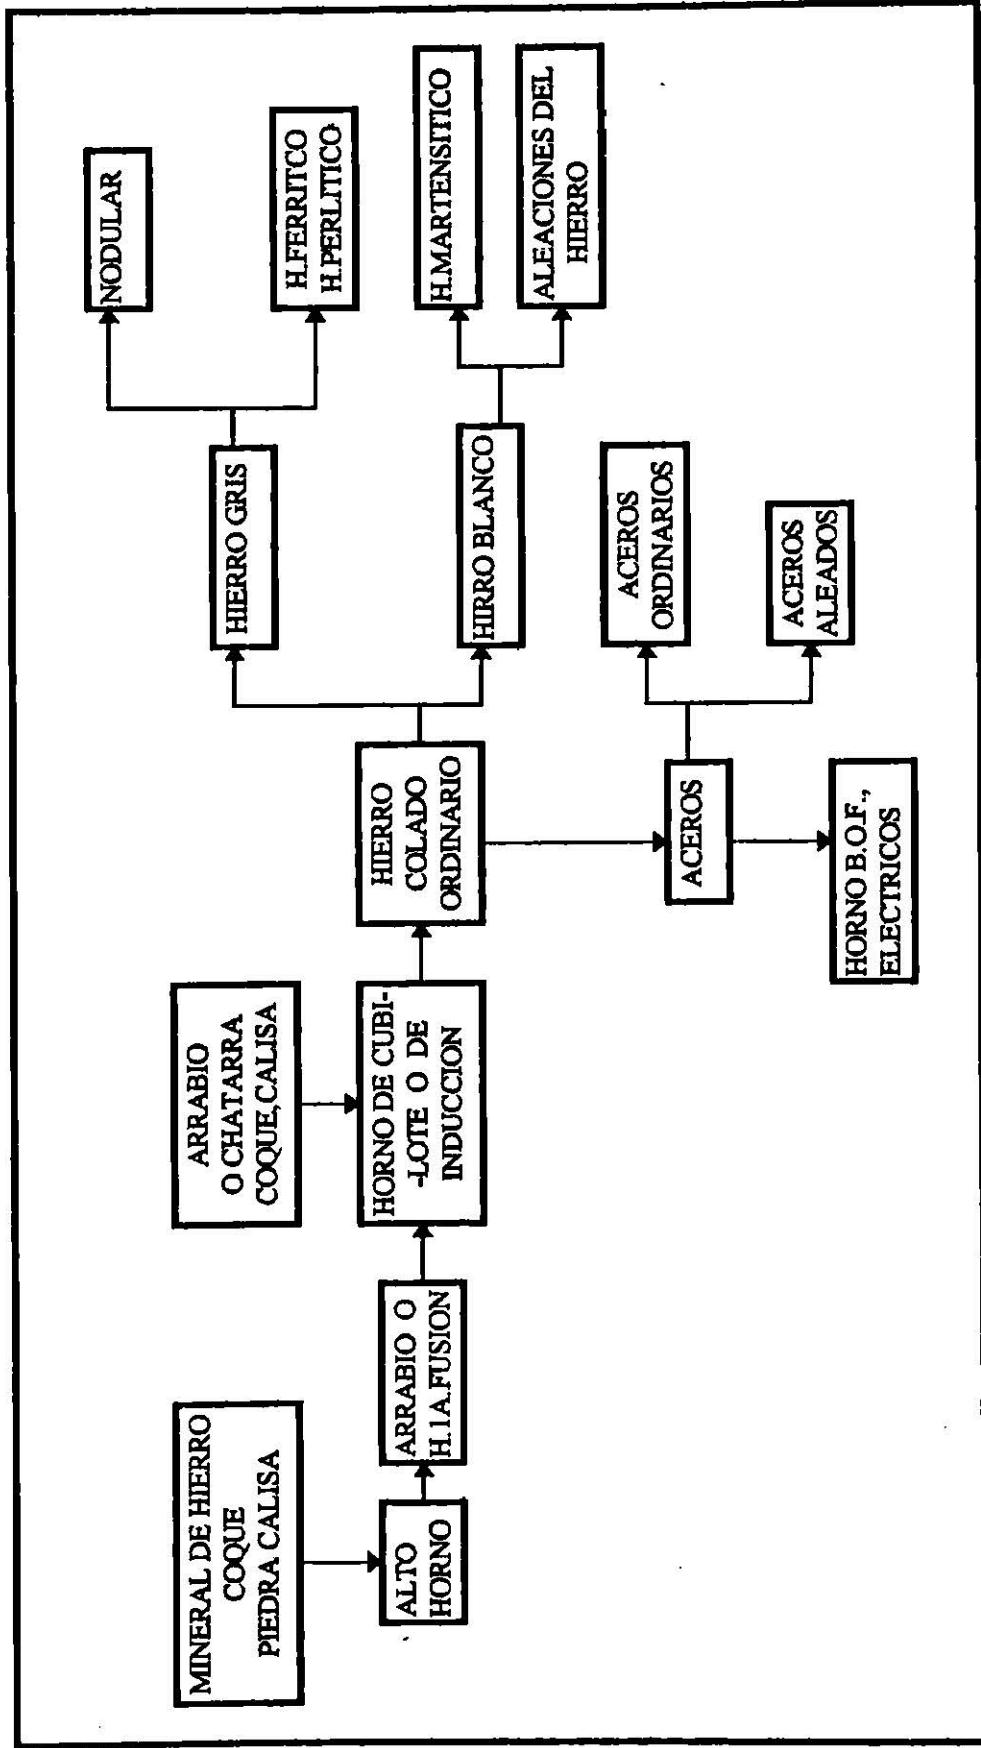 MINERAL DE HIERRO
COQUE
PIEDRA CALISA
ALTO
HORNO
ARRABIO O
H.1A.FUSION
ARRABIO
O CHATARRA
COQUE,CALISA
HORNO DE CUBI-
-LOTE O DE
INDUCCION
HIERRO
COLADO
ORDINARIO
HIERRO GRIS
NODULAR
H.FERRITCO
H.PERLITICO
HIRRO BLANCO
H.MARTENSITICO
ALEACIONES DEL
HIERRO
ACEROS
ACEROS
ORDINARIOS
ACEROS
ALEADOS
HORNO B.O.F.,
ELECTRICOS